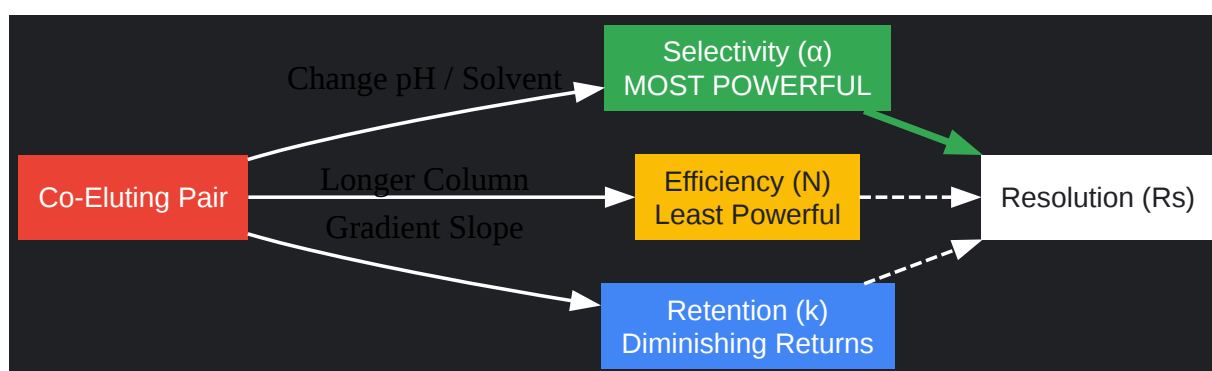 Change pH / Solvent
Selectivity (α)
MOST POWERFUL
Co-Eluting Pair
Longer Column
Efficiency (N)
Least Powerful
Resolution (Rs)
Gradient Slope
Retention (k)
Diminishing Returns